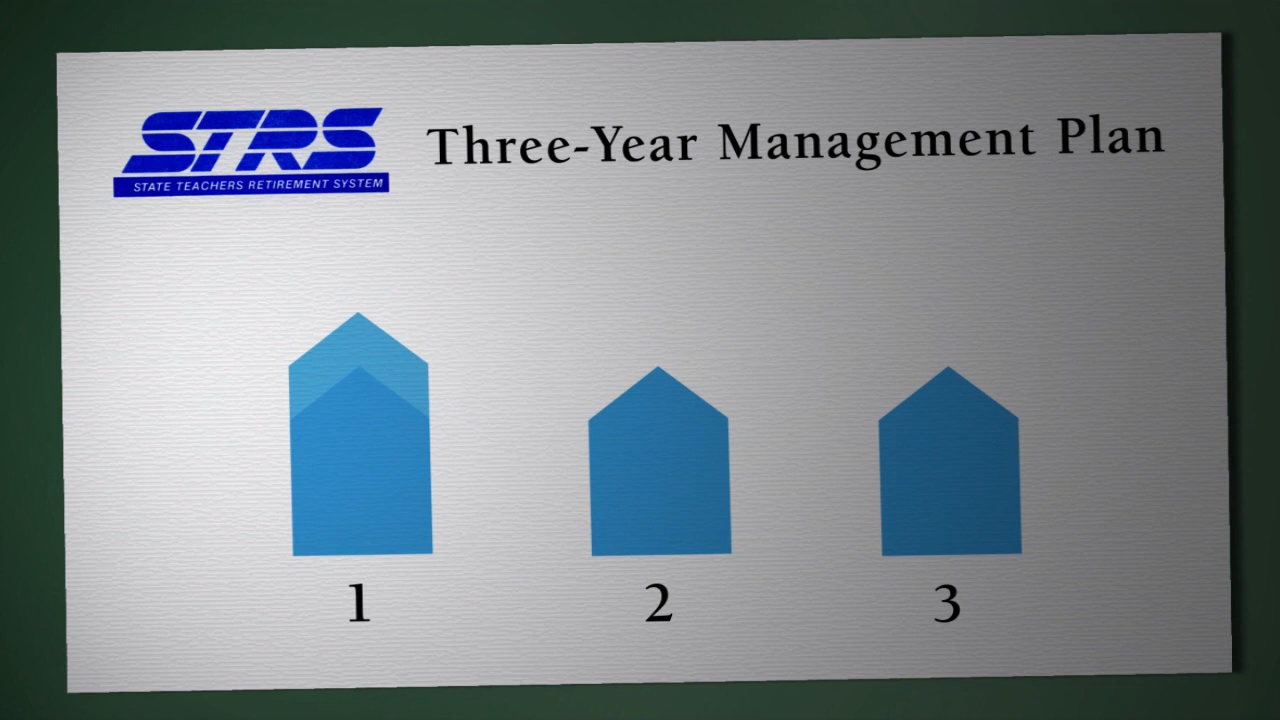 STRS
STATE TEACHERS RETIREMENT SYSTEM
Three-Year Management Plan
1
2
3